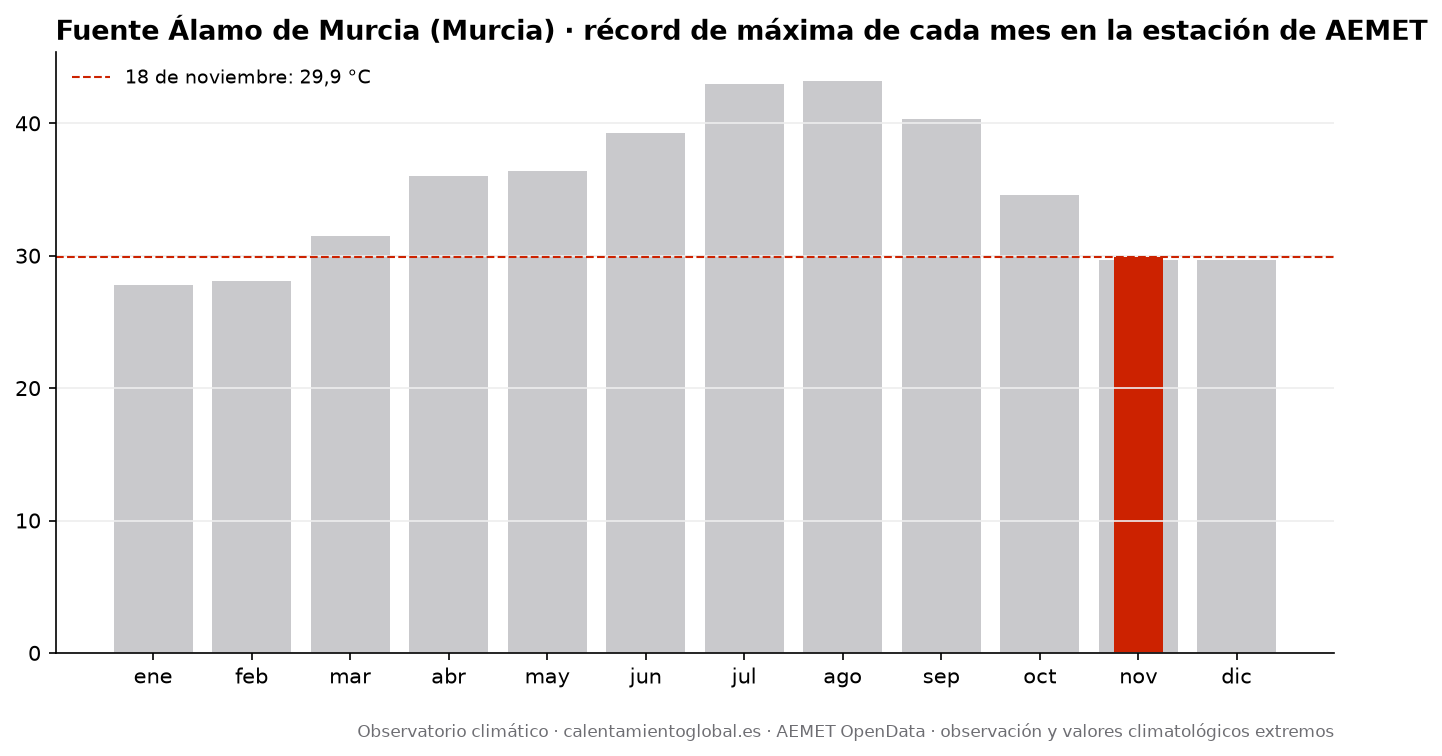 Fuente Álamo de Murcia (Murcia) · récord de máxima de cada mes en la estación de AEMET
18 de noviembre: 29,9 °C
40
30
20
10
0
ene feb mar abr may jun jul ago sep oct nov dic
Observatorio climático · calentamientoglobal.es · AEMET OpenData · observación y valores climatológicos extremos